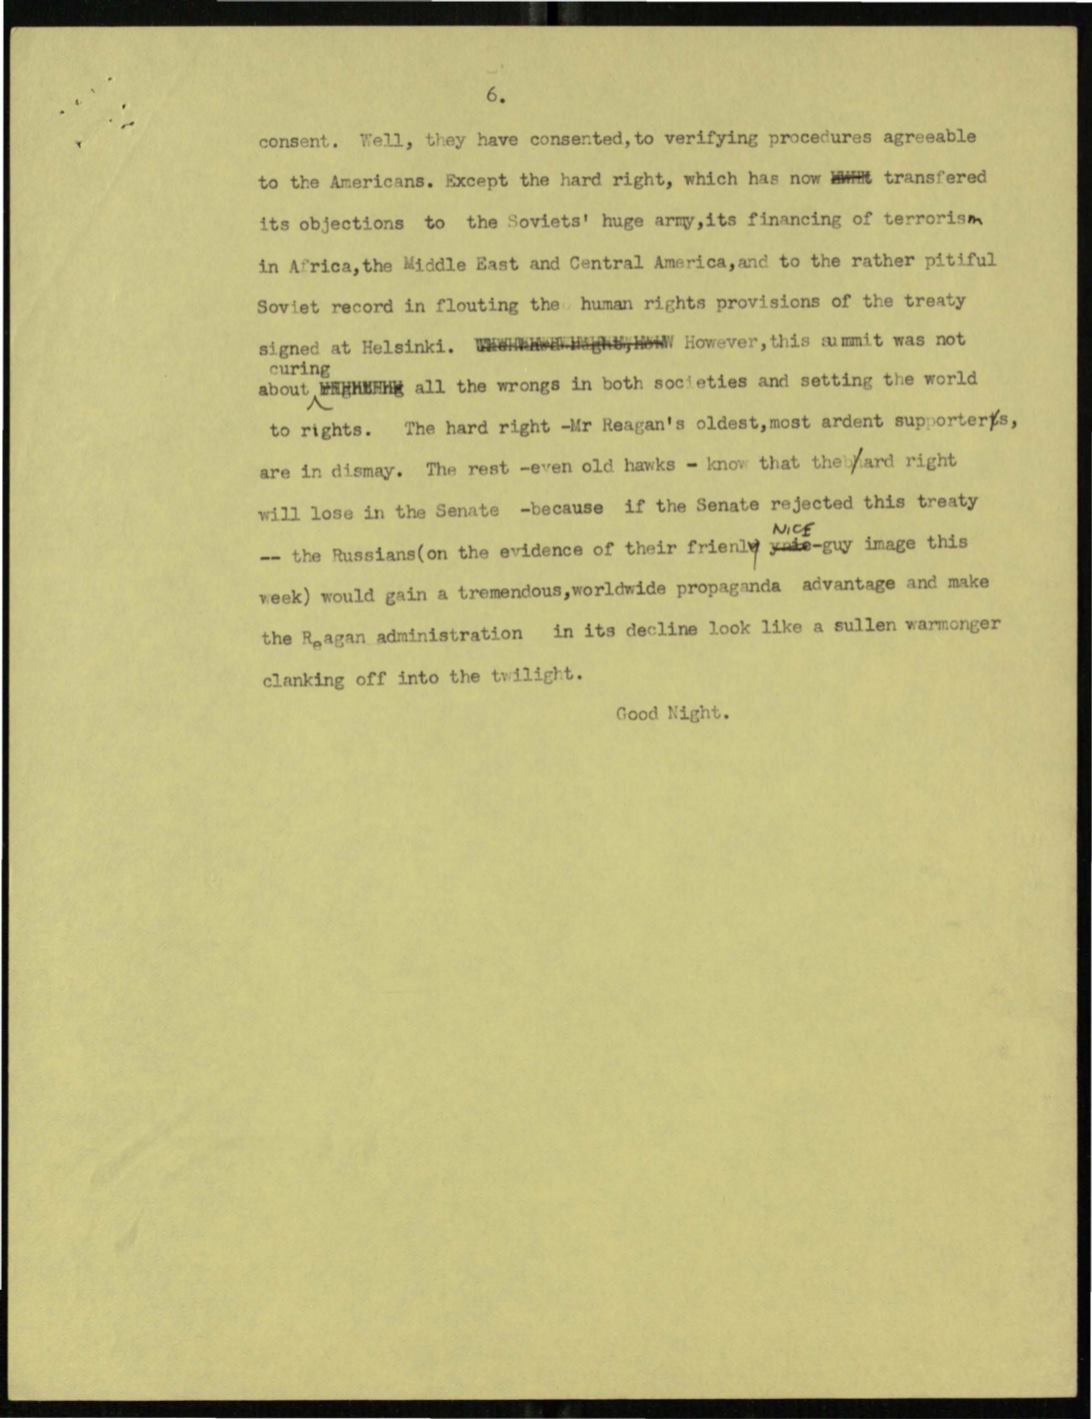 6.
consent. Well, they have consented,to verifying procedures agreeable
to the Americans. Except the hard right, which has now transfered
its objections to the Soviets' huge army,its financing of terrorism
in Africa,the Middle East and Central America,and to the rather pitiful
Soviet record in flouting the human rights provisions of the treaty
signed at Helsinki. However,this summit was not
curing
about all the wrongs in both societies and setting the world
to rights. The hard right -Mr Reagan's oldest,most ardent supporters,
are in dismay. The rest -even old hawks - know that the hard right
will lose in the Senate -because if the Senate rejected this treaty
NICE
-- the Russians(on the evidence of their frienly -guy image this
week) would gain a tremendous,worldwide propaganda advantage and make
the Reagan administration in its decline look like a sullen warmonger
clanking off into the twilight.
Good Night.